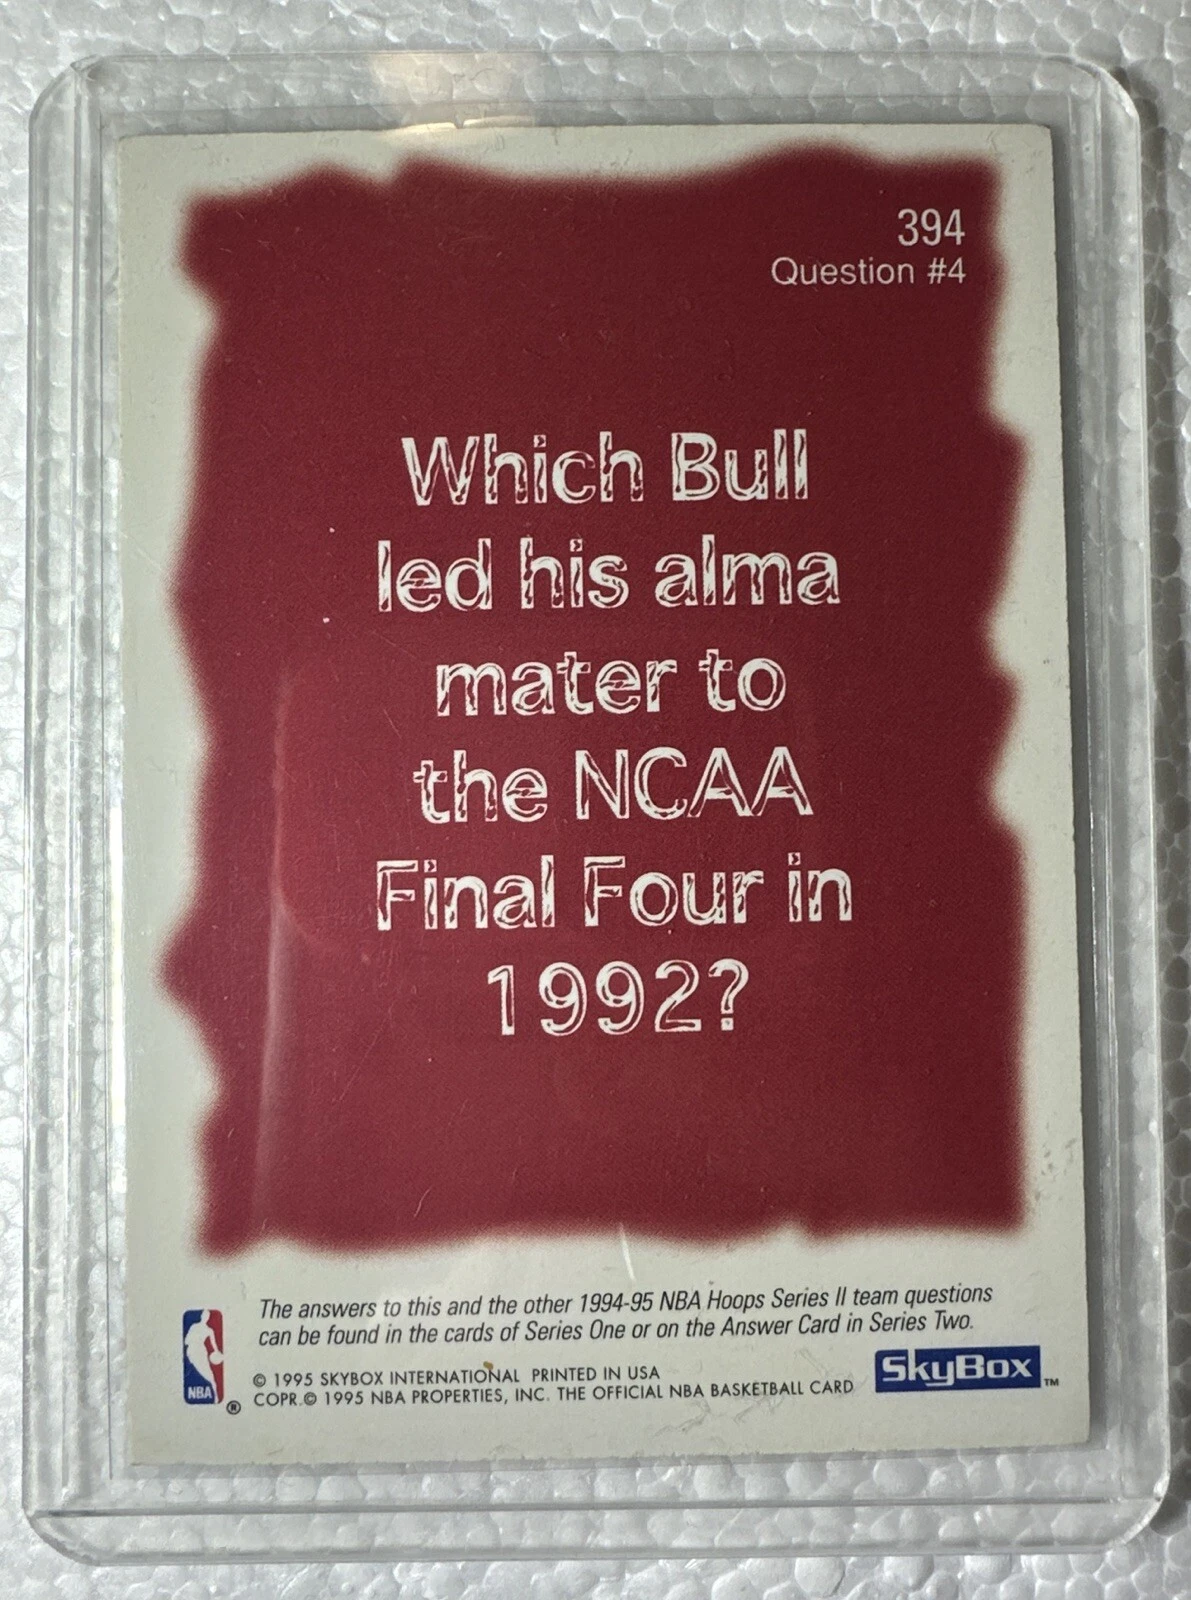 394
Question #4
Which Bull
led his alma
mater to
the NCAA
Final Four in
1992?
The answers to this and the other 1994-95 NBA Hoops Series II team questions
can be found in the cards of Series One or on the Answer Card in Series Two.
© 1995 SKYBOX INTERNATIONAL PRINTED IN USA
COPR.© 1995 NBA PROPERTIES, INC. THE OFFICIAL NBA BASKETBALL CARD
NBA ®
SkyBox ™